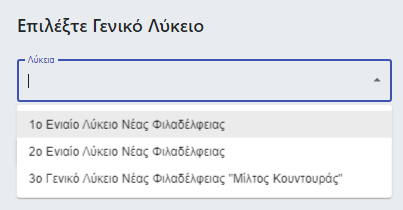 Επιλέξτε Γενικό Λύκειο
Λύκεια
1ο Ενιαίο Λύκειο Νέας Φιλαδέλφειας
2ο Ενιαίο Λύκειο Νέας Φιλαδέλφειας
3ο Γενικό Λύκειο Νέας Φιλαδέλφειας "Μίλτος Κουντουράς"